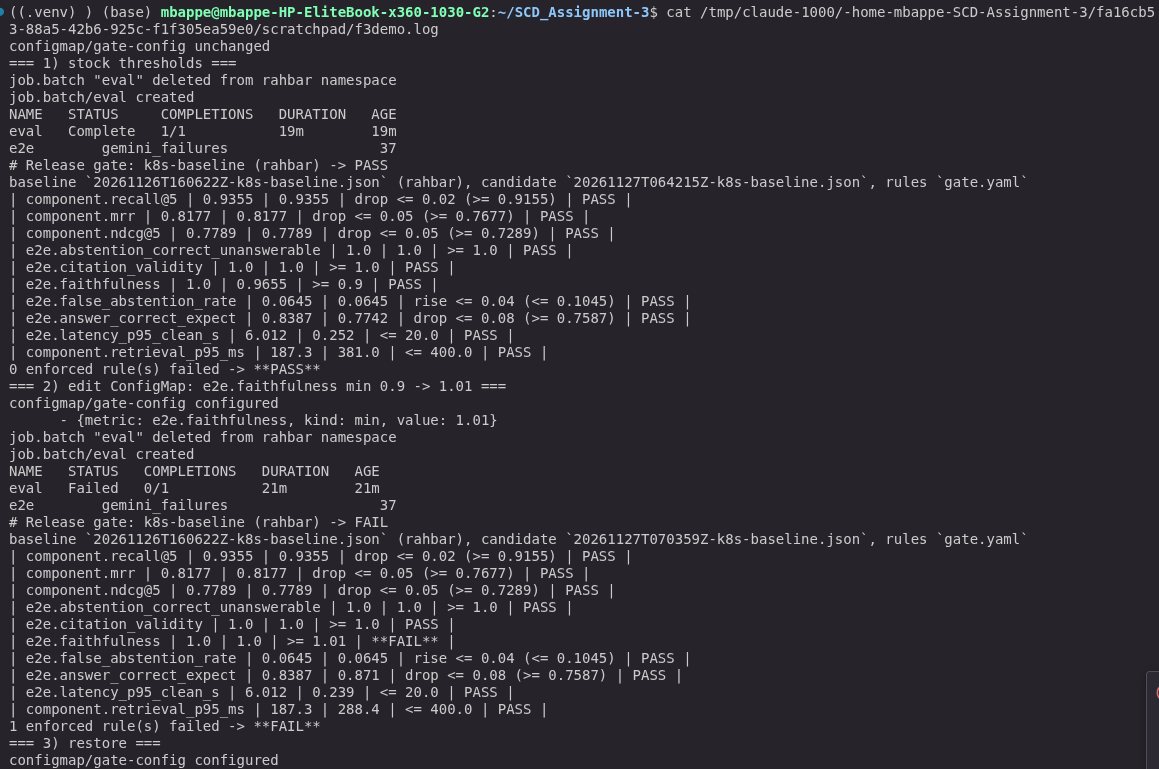 ((.venv) ) (base) mbappe@mbappe-HP-EliteBook-x360-1030-G2:~/SCD_Assignment-3$ cat /tmp/claude-1000/-home-mbappe-SCD-Assignment-3/fa16cb5
3-88a5-42b6-925c-f1f305ea59e0/scratchpad/f3demo.log
configmap/gate-config unchanged
=== 1) stock thresholds ===
job.batch "eval" deleted from rahbar namespace
job.batch/eval created
NAME   STATUS     COMPLETIONS   DURATION   AGE
eval   Complete   1/1           19m        19m
e2e        gemini_failures                  37
# Release gate: k8s-baseline (rahbar) -> PASS
baseline `20261126T160622Z-k8s-baseline.json` (rahbar), candidate `20261127T064215Z-k8s-baseline.json`, rules `gate.yaml`
| component.recall@5 | 0.9355 | 0.9355 | drop <= 0.02 (>= 0.9155) | PASS |
| component.mrr | 0.8177 | 0.8177 | drop <= 0.05 (>= 0.7677) | PASS |
| component.ndcg@5 | 0.7789 | 0.7789 | drop <= 0.05 (>= 0.7289) | PASS |
| e2e.abstention_correct_unanswerable | 1.0 | 1.0 | >= 1.0 | PASS |
| e2e.citation_validity | 1.0 | 1.0 | >= 1.0 | PASS |
| e2e.faithfulness | 1.0 | 0.9655 | >= 0.9 | PASS |
| e2e.false_abstention_rate | 0.0645 | 0.0645 | rise <= 0.04 (<= 0.1045) | PASS |
| e2e.answer_correct_expect | 0.8387 | 0.7742 | drop <= 0.08 (>= 0.7587) | PASS |
| e2e.latency_p95_clean_s | 6.012 | 0.252 | <= 20.0 | PASS |
| component.retrieval_p95_ms | 187.3 | 381.0 | <= 400.0 | PASS |
0 enforced rule(s) failed -> **PASS**
=== 2) edit ConfigMap: e2e.faithfulness min 0.9 -> 1.01 ===
configmap/gate-config configured
      - {metric: e2e.faithfulness, kind: min, value: 1.01}
job.batch "eval" deleted from rahbar namespace
job.batch/eval created
NAME   STATUS   COMPLETIONS   DURATION   AGE
eval   Failed   0/1           21m        21m
e2e        gemini_failures                  37
# Release gate: k8s-baseline (rahbar) -> FAIL
baseline `20261126T160622Z-k8s-baseline.json` (rahbar), candidate `20261127T070359Z-k8s-baseline.json`, rules `gate.yaml`
| component.recall@5 | 0.9355 | 0.9355 | drop <= 0.02 (>= 0.9155) | PASS |
| component.mrr | 0.8177 | 0.8177 | drop <= 0.05 (>= 0.7677) | PASS |
| component.ndcg@5 | 0.7789 | 0.7789 | drop <= 0.05 (>= 0.7289) | PASS |
| e2e.abstention_correct_unanswerable | 1.0 | 1.0 | >= 1.0 | PASS |
| e2e.citation_validity | 1.0 | 1.0 | >= 1.0 | PASS |
| e2e.faithfulness | 1.0 | 1.0 | >= 1.01 | **FAIL** |
| e2e.false_abstention_rate | 0.0645 | 0.0645 | rise <= 0.04 (<= 0.1045) | PASS |
| e2e.answer_correct_expect | 0.8387 | 0.871 | drop <= 0.08 (>= 0.7587) | PASS |
| e2e.latency_p95_clean_s | 6.012 | 0.239 | <= 20.0 | PASS |
| component.retrieval_p95_ms | 187.3 | 288.4 | <= 400.0 | PASS |
1 enforced rule(s) failed -> **FAIL**
=== 3) restore ===
configmap/gate-config configured